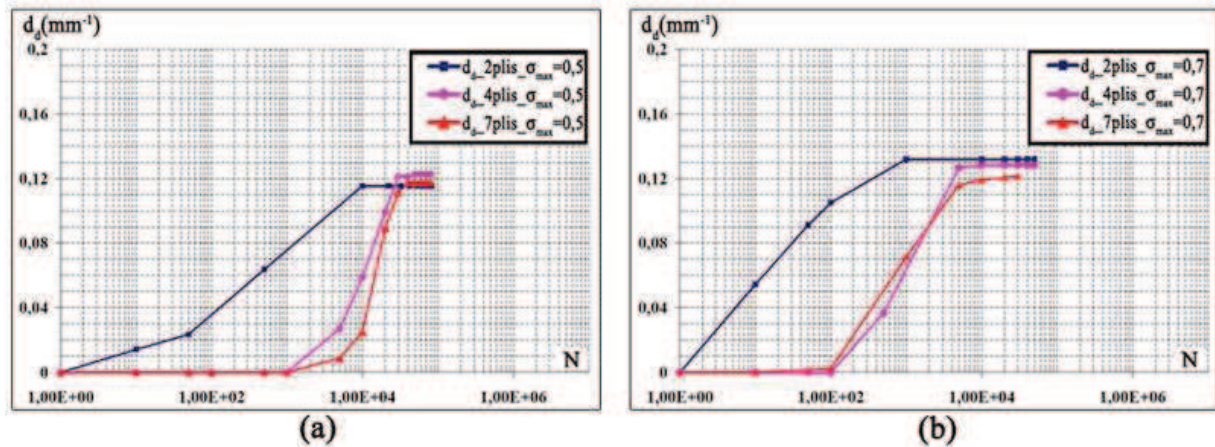 d_d(mm⁻¹)
0,2
0,16
0,12
0,08
0,04
0
d_d_2plis_σ_max=0,5
d_d_4plis_σ_max=0,5
d_d_7plis_σ_max=0,5
N
1,00E+00 1,00E+02 1,00E+04 1,00E+06
(a)
d_d(mm⁻¹)
0,2
0,16
0,12
0,08
0,04
0
d_d_2plis_σ_max=0,7
d_d_4plis_σ_max=0,7
d_d_7plis_σ_max=0,7
N
1,00E+00 1,00E+02 1,00E+04 1,00E+06
(b)